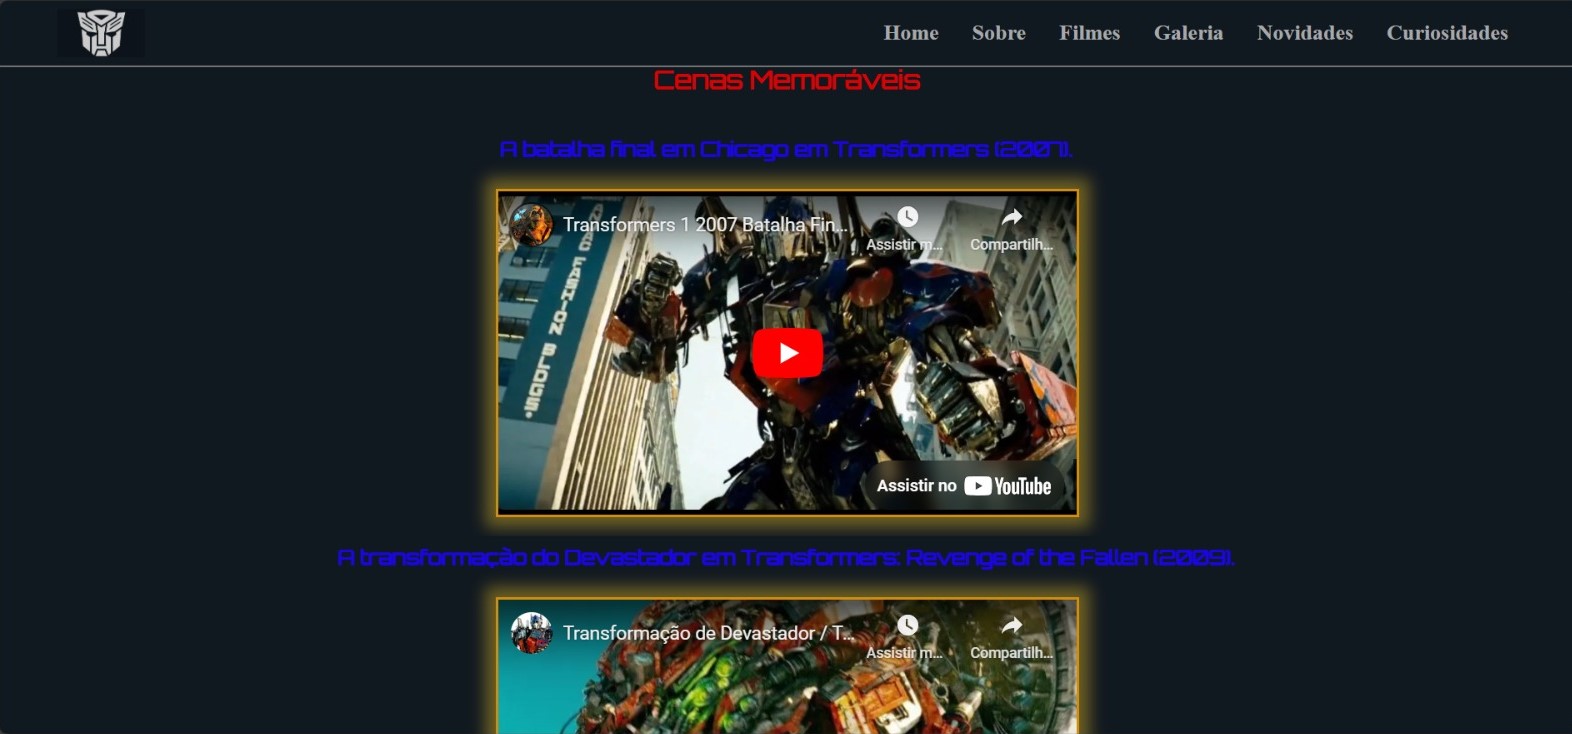 Home Sobre Filmes Galeria Novidades Curiosidades
Cenas Memoráveis
A batalha final em Chicago em Transformers (2007).
Transformers 1 2007 Batalha Fin...
Assistir m...
Compartilh...
FASHION BLDGS.
Assistir no YouTube
A transformação do Devastador em Transformers: Revenge of the Fallen (2009).
Transformação de Devastador / T...
Assistir m...
Compartilh...